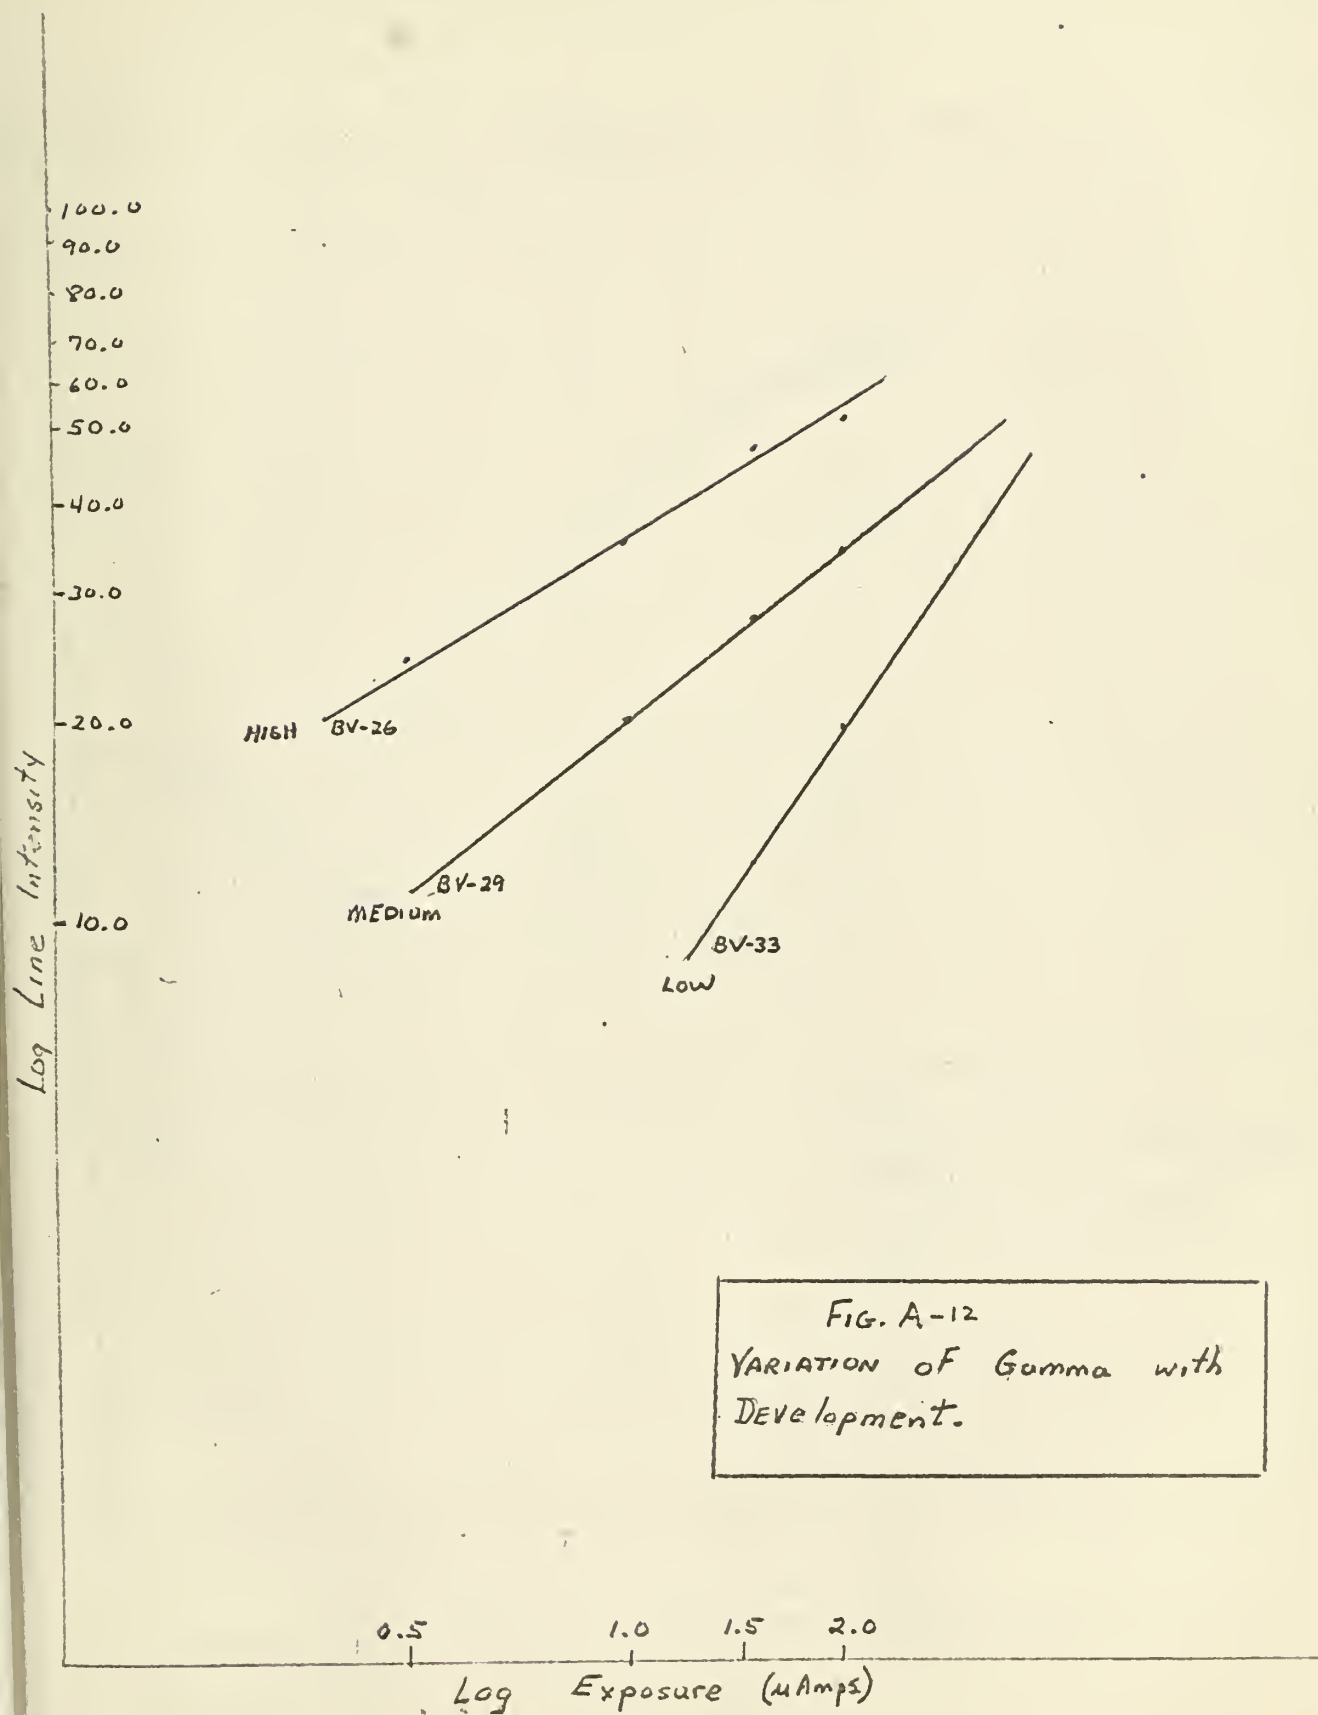 100.0
90.0
80.0
70.0
60.0
50.0
40.0
30.0
20.0
10.0
Log Line Intensity
HIGH BV-26
BV-29
MEDIUM
BV-33
LOW
FIG. A-12
VARIATION OF Gamma with
DEVelopment.
0.5 1.0 1.5 2.0
Log Exposure (μAmps)